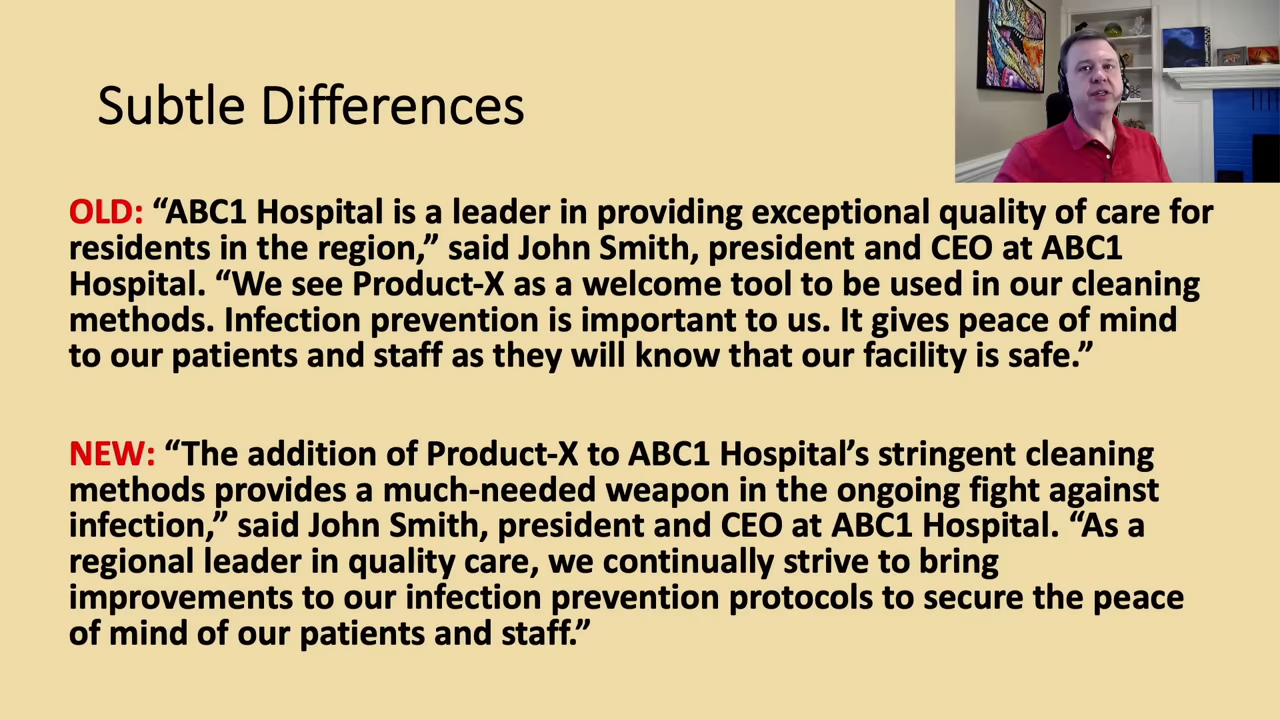 Subtle Differences
OLD: “ABC1 Hospital is a leader in providing exceptional quality of care for
residents in the region,” said John Smith, president and CEO at ABC1
Hospital. “We see Product-X as a welcome tool to be used in our cleaning
methods. Infection prevention is important to us. It gives peace of mind
to our patients and staff as they will know that our facility is safe.”
NEW: “The addition of Product-X to ABC1 Hospital’s stringent cleaning
methods provides a much-needed weapon in the ongoing fight against
infection,” said John Smith, president and CEO at ABC1 Hospital. “As a
regional leader in quality care, we continually strive to bring
improvements to our infection prevention protocols to secure the peace
of mind of our patients and staff.”